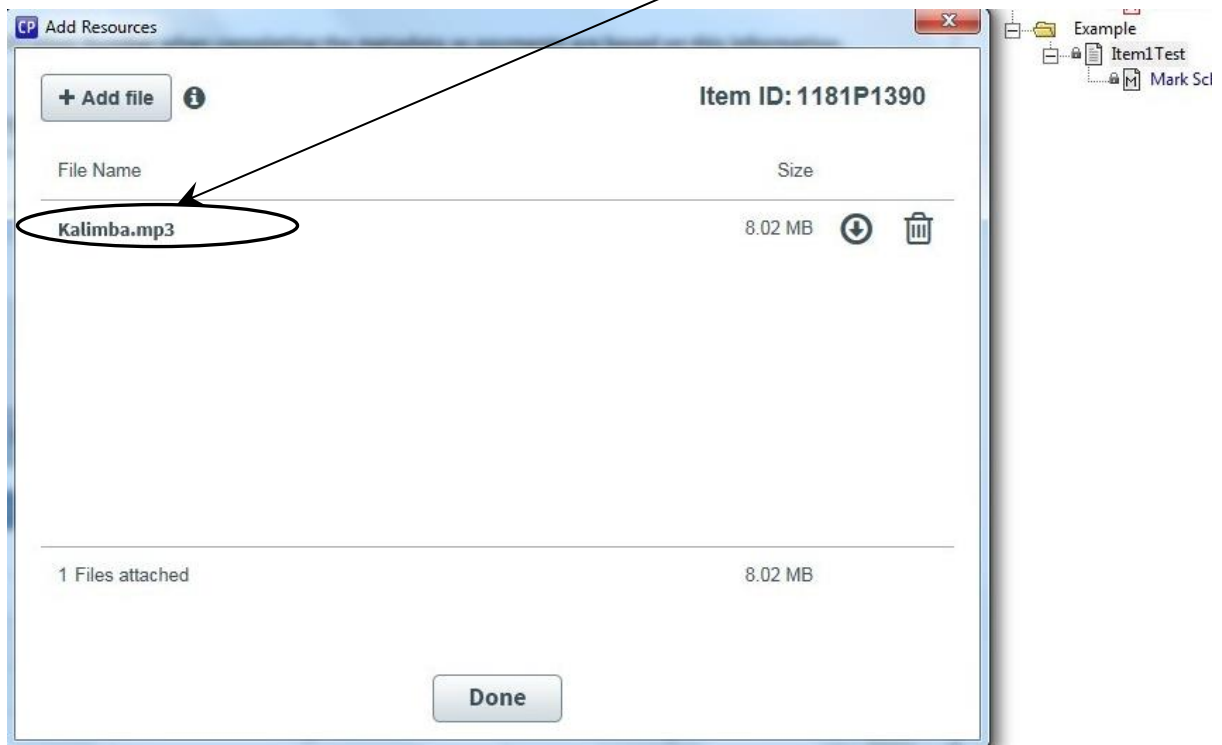 CP Add Resources
x
+ Add file
Item ID: 1181P1390
File Name Size
Kalimba.mp3 8.02 MB
1 Files attached 8.02 MB
Done
Example
Item1Test
M Mark Scl